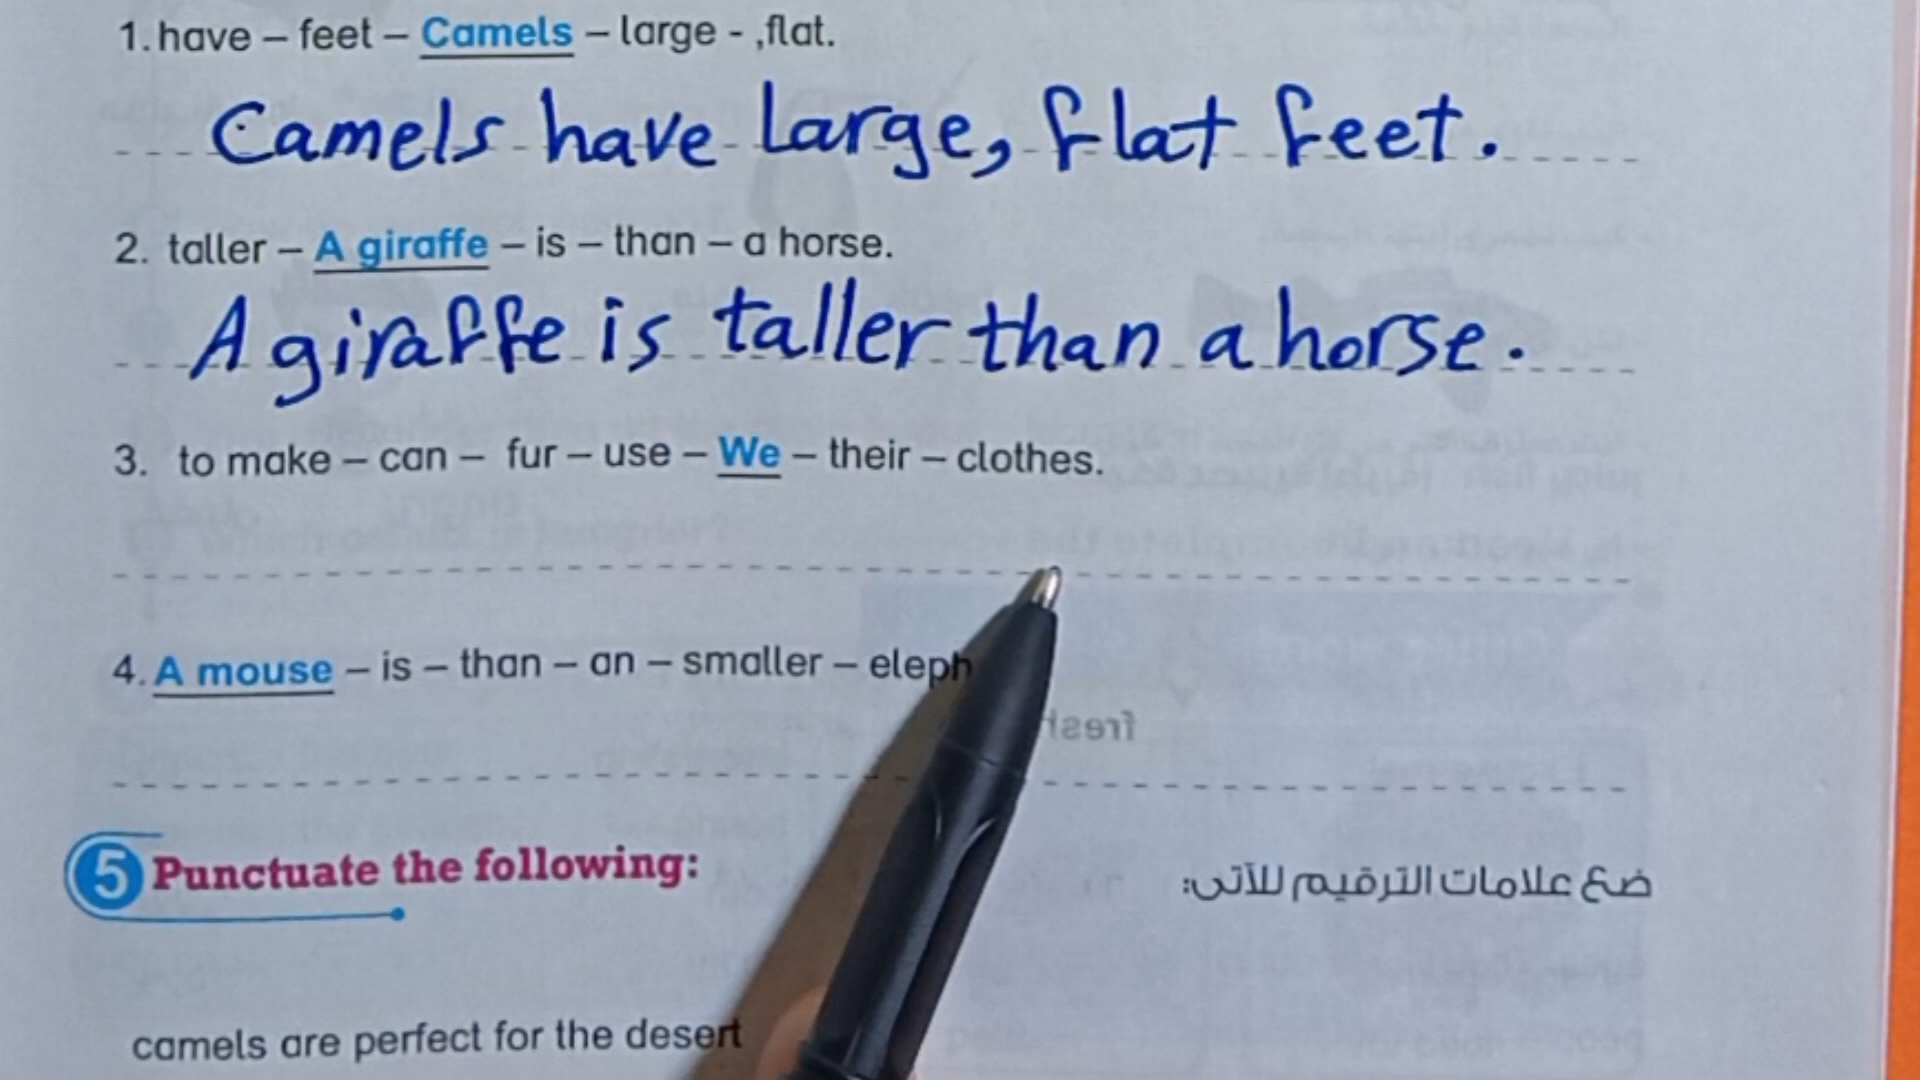 1. have – feet – Camels – large - ,flat.
Camels have large, flat feet.
2. taller – A giraffe – is – than – a horse.
A giraffe is taller than a horse.
3. to make – can – fur – use – We – their – clothes.
4. A mouse – is – than – an – smaller – eleph
5 Punctuate the following:
ضع علامات الترقيم للآتى:
camels are perfect for the desert